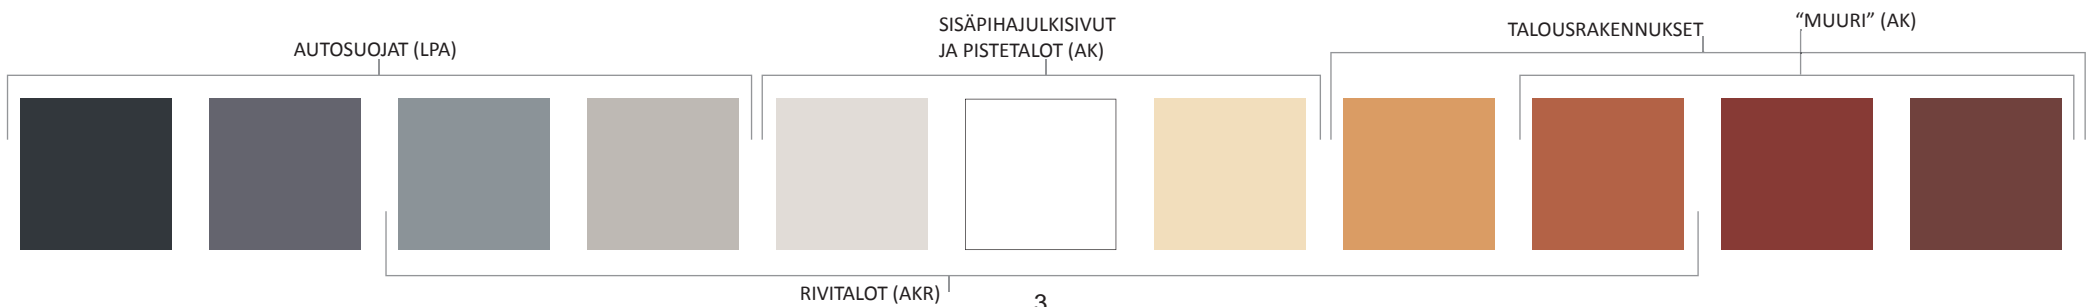 AUTOSUOJAT (LPA)
SISÄPIHAJULKISIVUT
JA PISTETALOT (AK)
TALOUSRAKENNUKSET
“MUURI” (AK)
RIVITALOT (AKR)
3